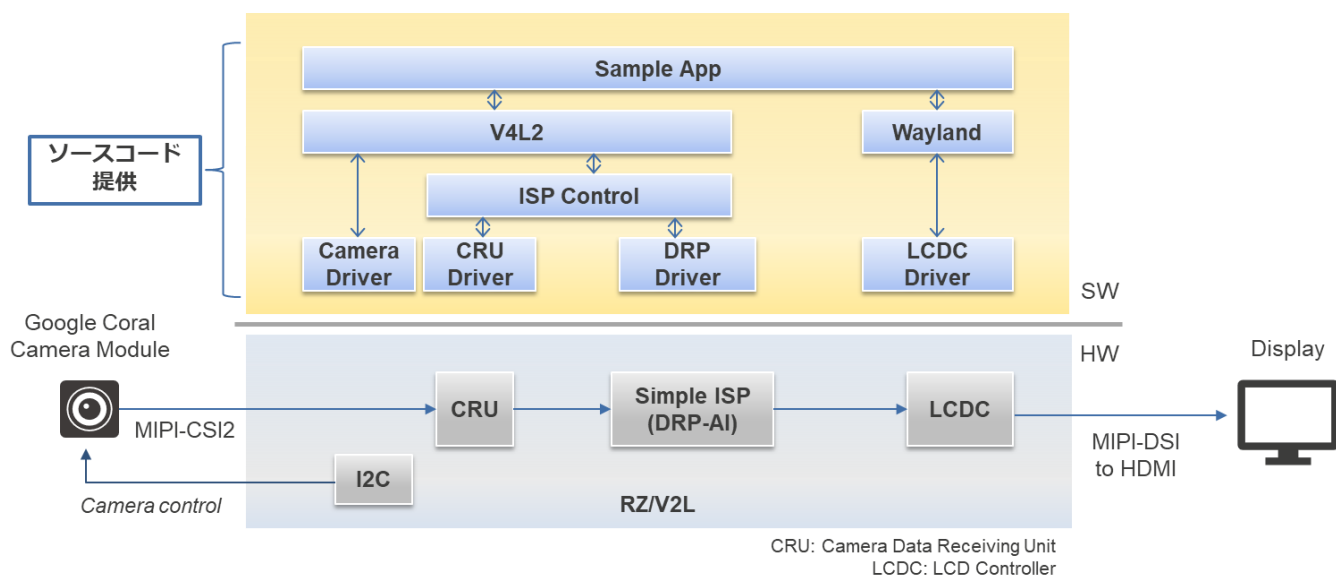 Sample App
V4L2
Wayland
ソースコード
提供
ISP Control
Camera
Driver
CRU
Driver
DRP
Driver
LCDC
Driver
SW
Google Coral
Camera Module
HW
Display
CRU
Simple ISP
(DRP-AI)
LCDC
MIPI-CSI2
MIPI-DSI
to HDMI
I2C
Camera control
RZ/V2L
CRU: Camera Data Receiving Unit
LCDC: LCD Controller